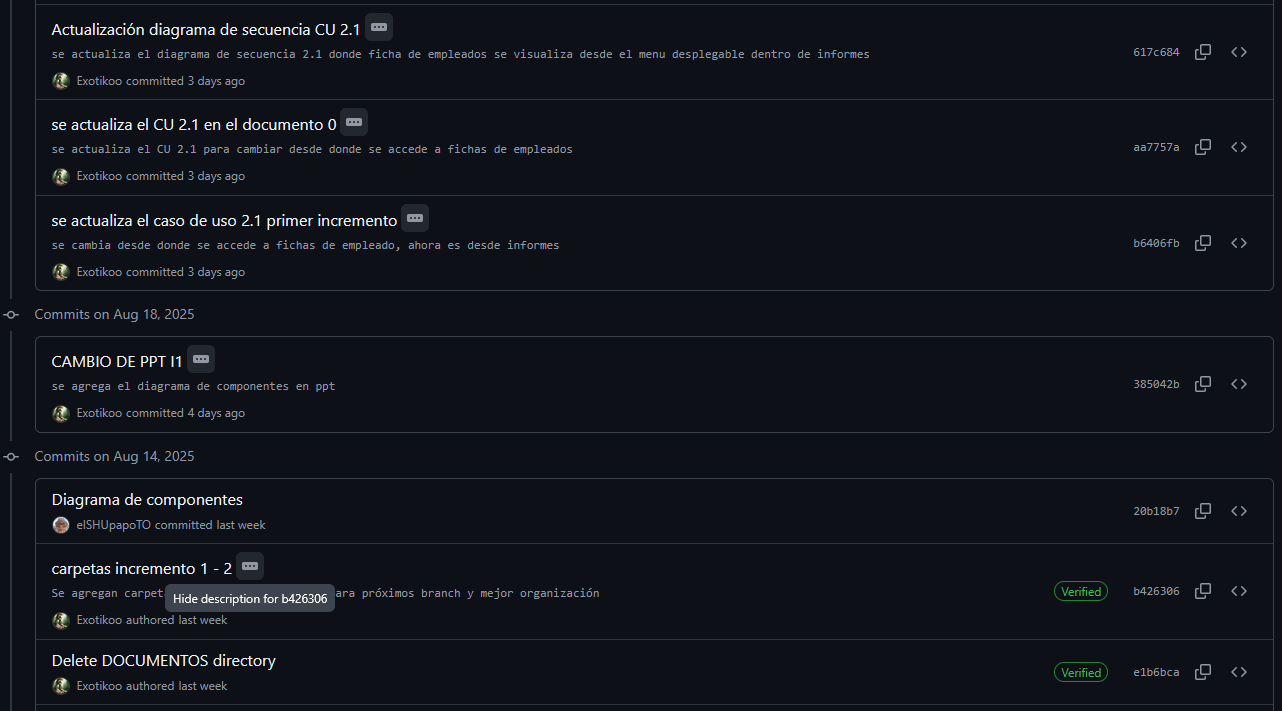 Actualización diagrama de secuencia CU 2.1
se actualiza el diagrama de secuencia 2.1 donde ficha de empleados se visualiza desde el menu desplegable dentro de informes
617c684
Exotikoo committed 3 days ago
se actualiza el CU 2.1 en el documento 0
se actualiza el CU 2.1 para cambiar desde donde se accede a fichas de empleados
aa7757a
Exotikoo committed 3 days ago
se actualiza el caso de uso 2.1 primer incremento
se cambia desde donde se accede a fichas de empleado, ahora es desde informes
b6406fb
Exotikoo committed 3 days ago
Commits on Aug 18, 2025
CAMBIO DE PPT I1
se agrega el diagrama de componentes en ppt
385042b
Exotikoo committed 4 days ago
Commits on Aug 14, 2025
Diagrama de componentes
20b18b7
elSHUpapoTO committed last week
carpetas incremento 1 - 2
Se agregan carpeta ara próximos branch y mejor organización
Verified b426306
Hide description for b426306
Exotikoo authored last week
Delete DOCUMENTOS directory
Verified e1b6bca
Exotikoo authored last week